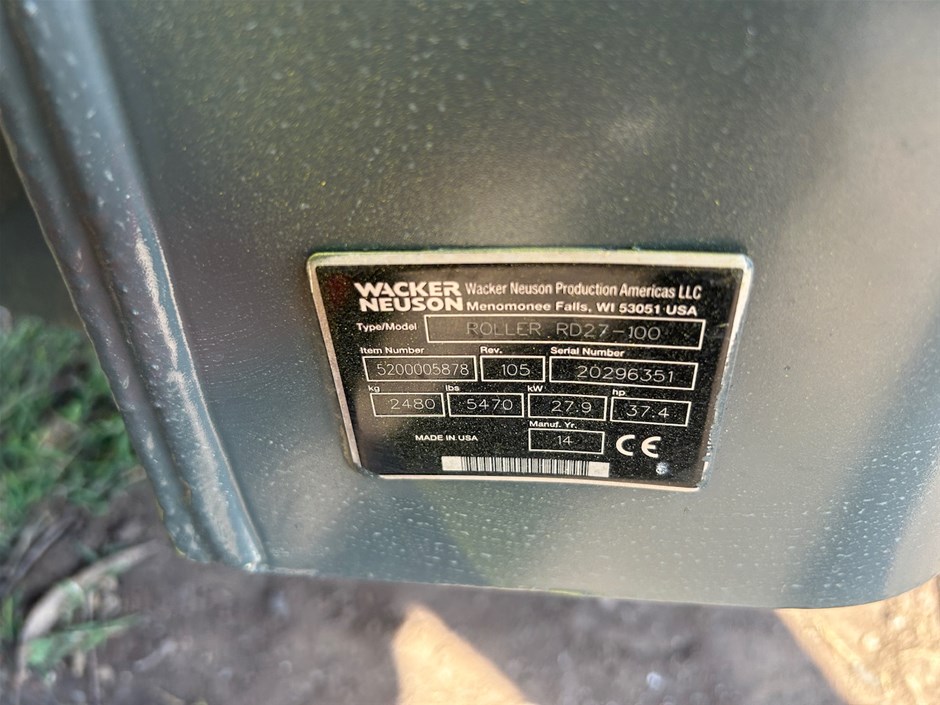 WACKER NEUSON Wacker Neuson Production Americas LLC
Menomonee Falls, WI 53051 USA
Type/Model ROLLER RD27-100
Item Number Rev. Serial Number
5200005878 105 20296351
kg lbs kW hp
2480 5470 27.9 37.4
Manuf. Yr.
MADE IN USA 14 CE